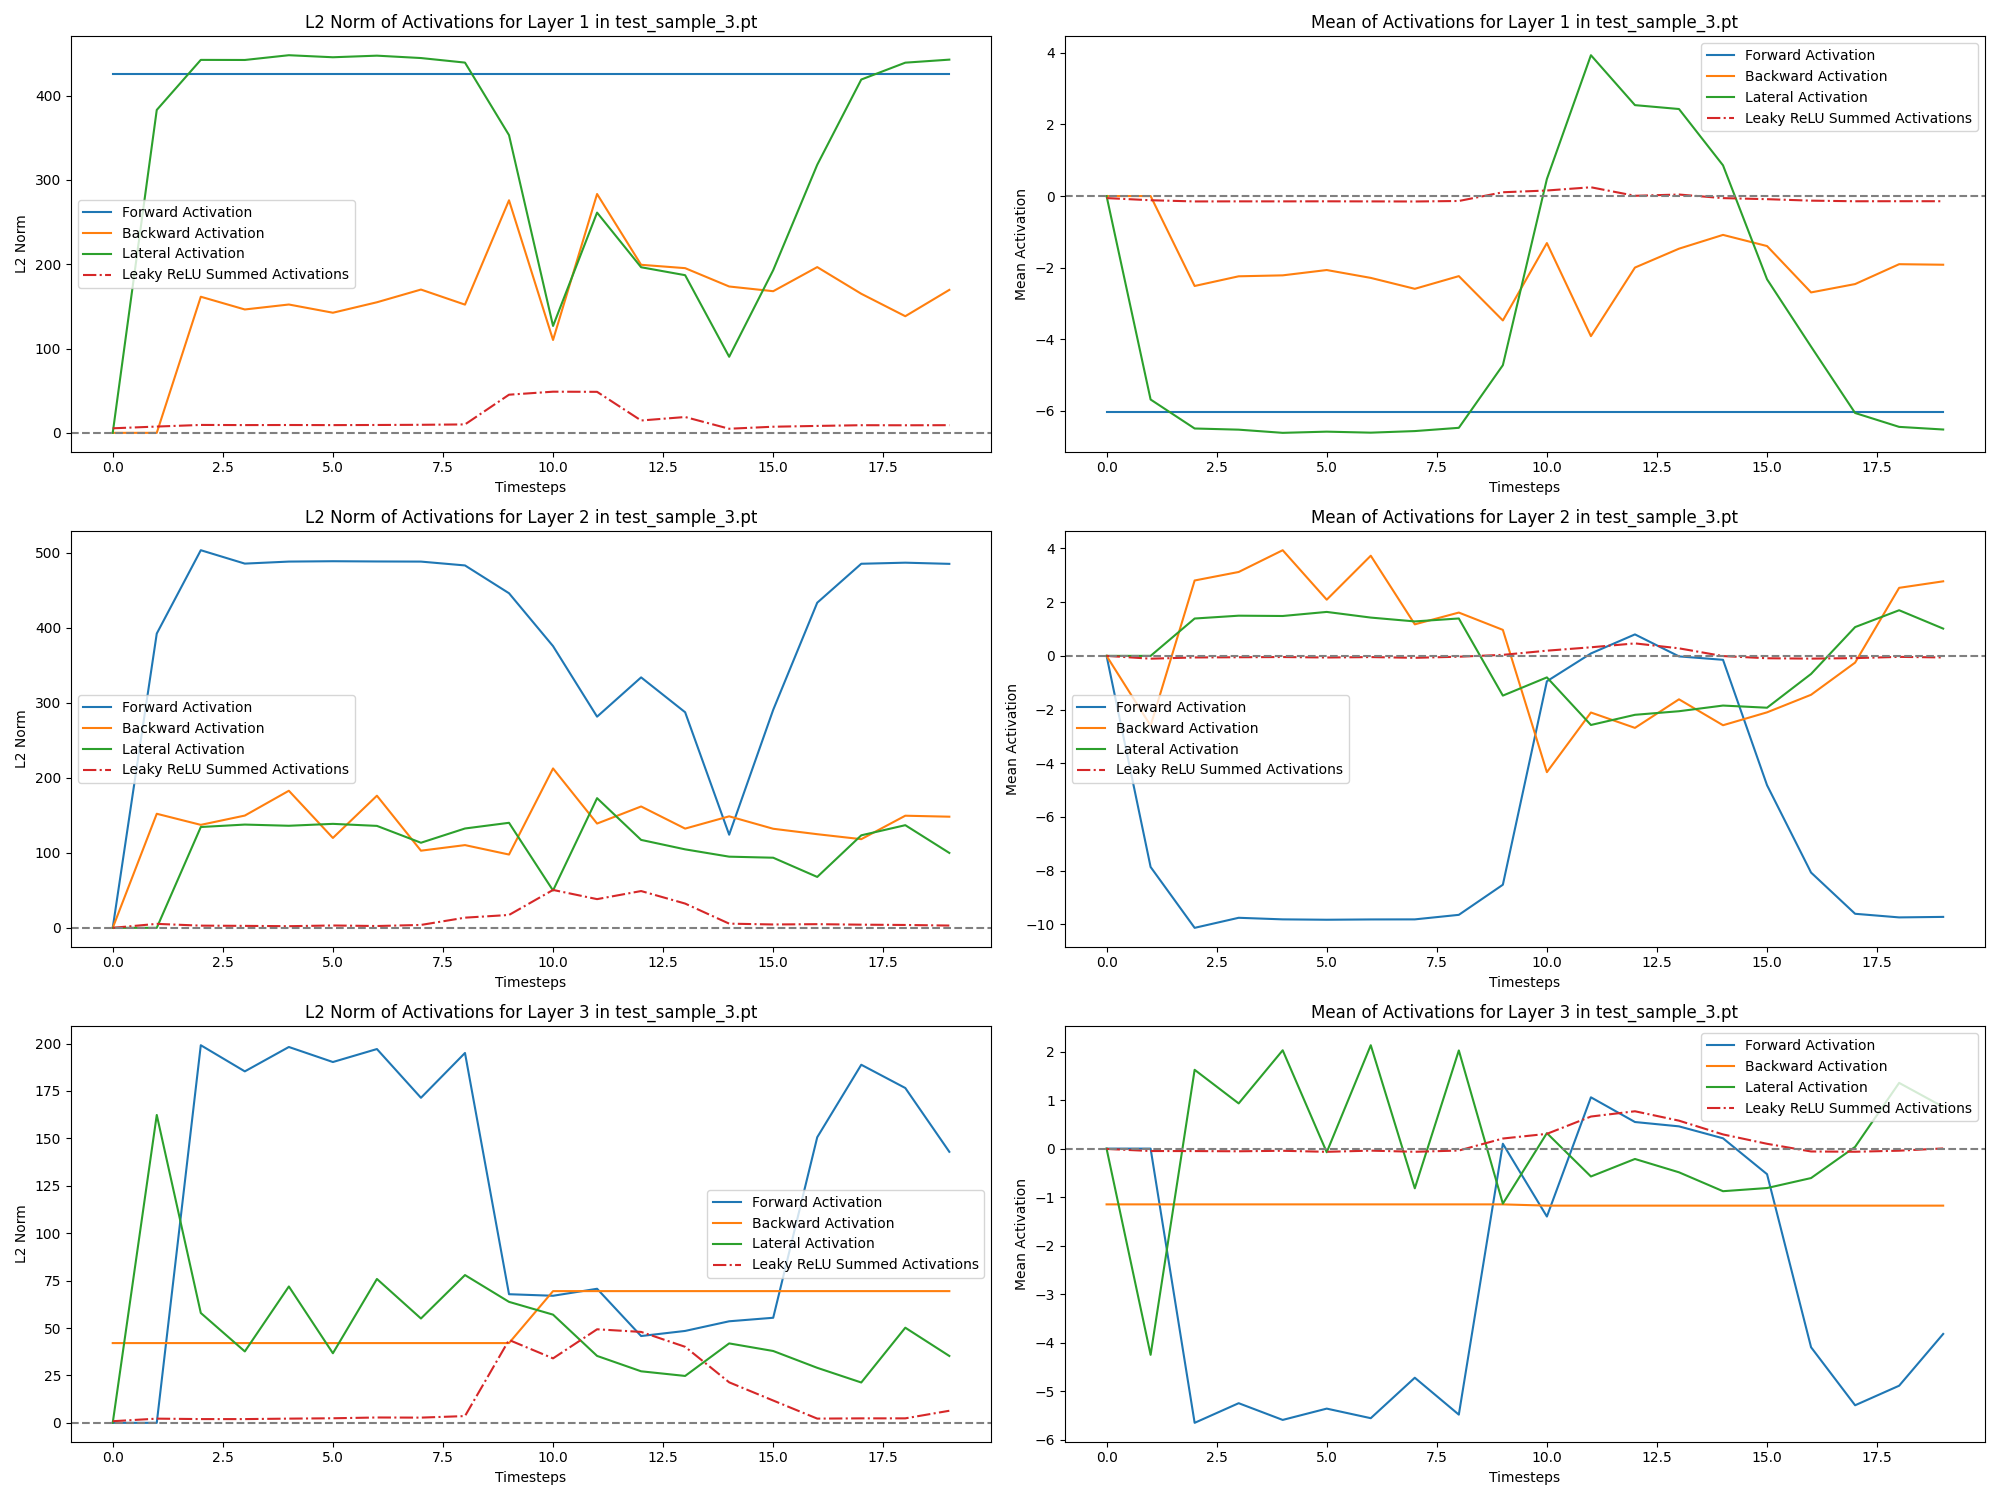 L2 Norm of Activations for Layer 1 in test_sample_3.pt
L2 Norm
400
300
200
100
0
Forward Activation
Backward Activation
Lateral Activation
Leaky ReLU Summed Activations
0.0 2.5 5.0 7.5 10.0 12.5 15.0 17.5
Timesteps
Mean of Activations for Layer 1 in test_sample_3.pt
Mean Activation
4
2
0
−2
−4
−6
Forward Activation
Backward Activation
Lateral Activation
Leaky ReLU Summed Activations
0.0 2.5 5.0 7.5 10.0 12.5 15.0 17.5
Timesteps
L2 Norm of Activations for Layer 2 in test_sample_3.pt
L2 Norm
500
400
300
200
100
0
Forward Activation
Backward Activation
Lateral Activation
Leaky ReLU Summed Activations
0.0 2.5 5.0 7.5 10.0 12.5 15.0 17.5
Timesteps
Mean of Activations for Layer 2 in test_sample_3.pt
Mean Activation
4
2
0
−2
−4
−6
−8
−10
Forward Activation
Backward Activation
Lateral Activation
Leaky ReLU Summed Activations
0.0 2.5 5.0 7.5 10.0 12.5 15.0 17.5
Timesteps
L2 Norm of Activations for Layer 3 in test_sample_3.pt
L2 Norm
200
175
150
125
100
75
50
25
0
Forward Activation
Backward Activation
Lateral Activation
Leaky ReLU Summed Activations
0.0 2.5 5.0 7.5 10.0 12.5 15.0 17.5
Timesteps
Mean of Activations for Layer 3 in test_sample_3.pt
Mean Activation
2
1
0
−1
−2
−3
−4
−5
−6
Forward Activation
Backward Activation
Lateral Activation
Leaky ReLU Summed Activations
0.0 2.5 5.0 7.5 10.0 12.5 15.0 17.5
Timesteps